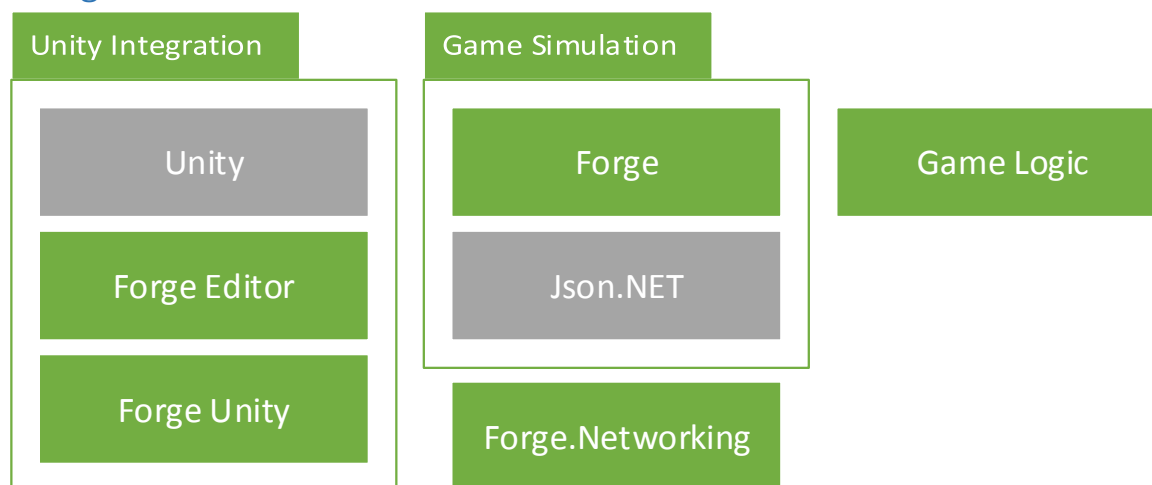 Unity Integration
Game Simulation
Unity
Forge
Game Logic
Forge Editor
Json.NET
Forge Unity
Forge.Networking